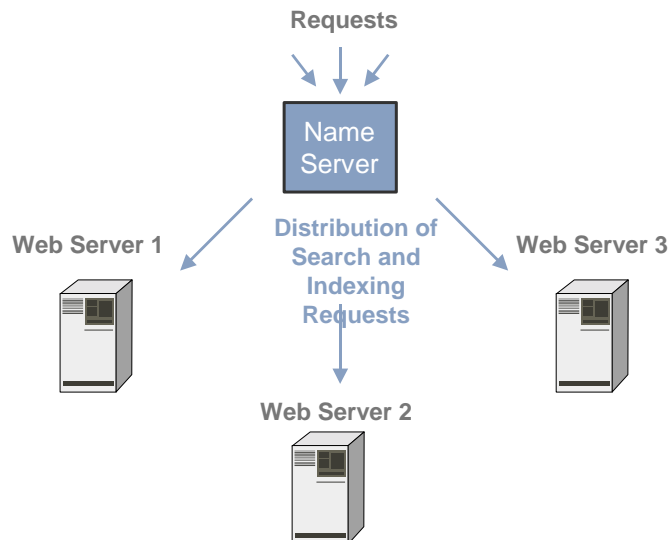 Requests
Name
Server
Distribution of
Search and
Indexing
Requests
Web Server 1
Web Server 3
Web Server 2